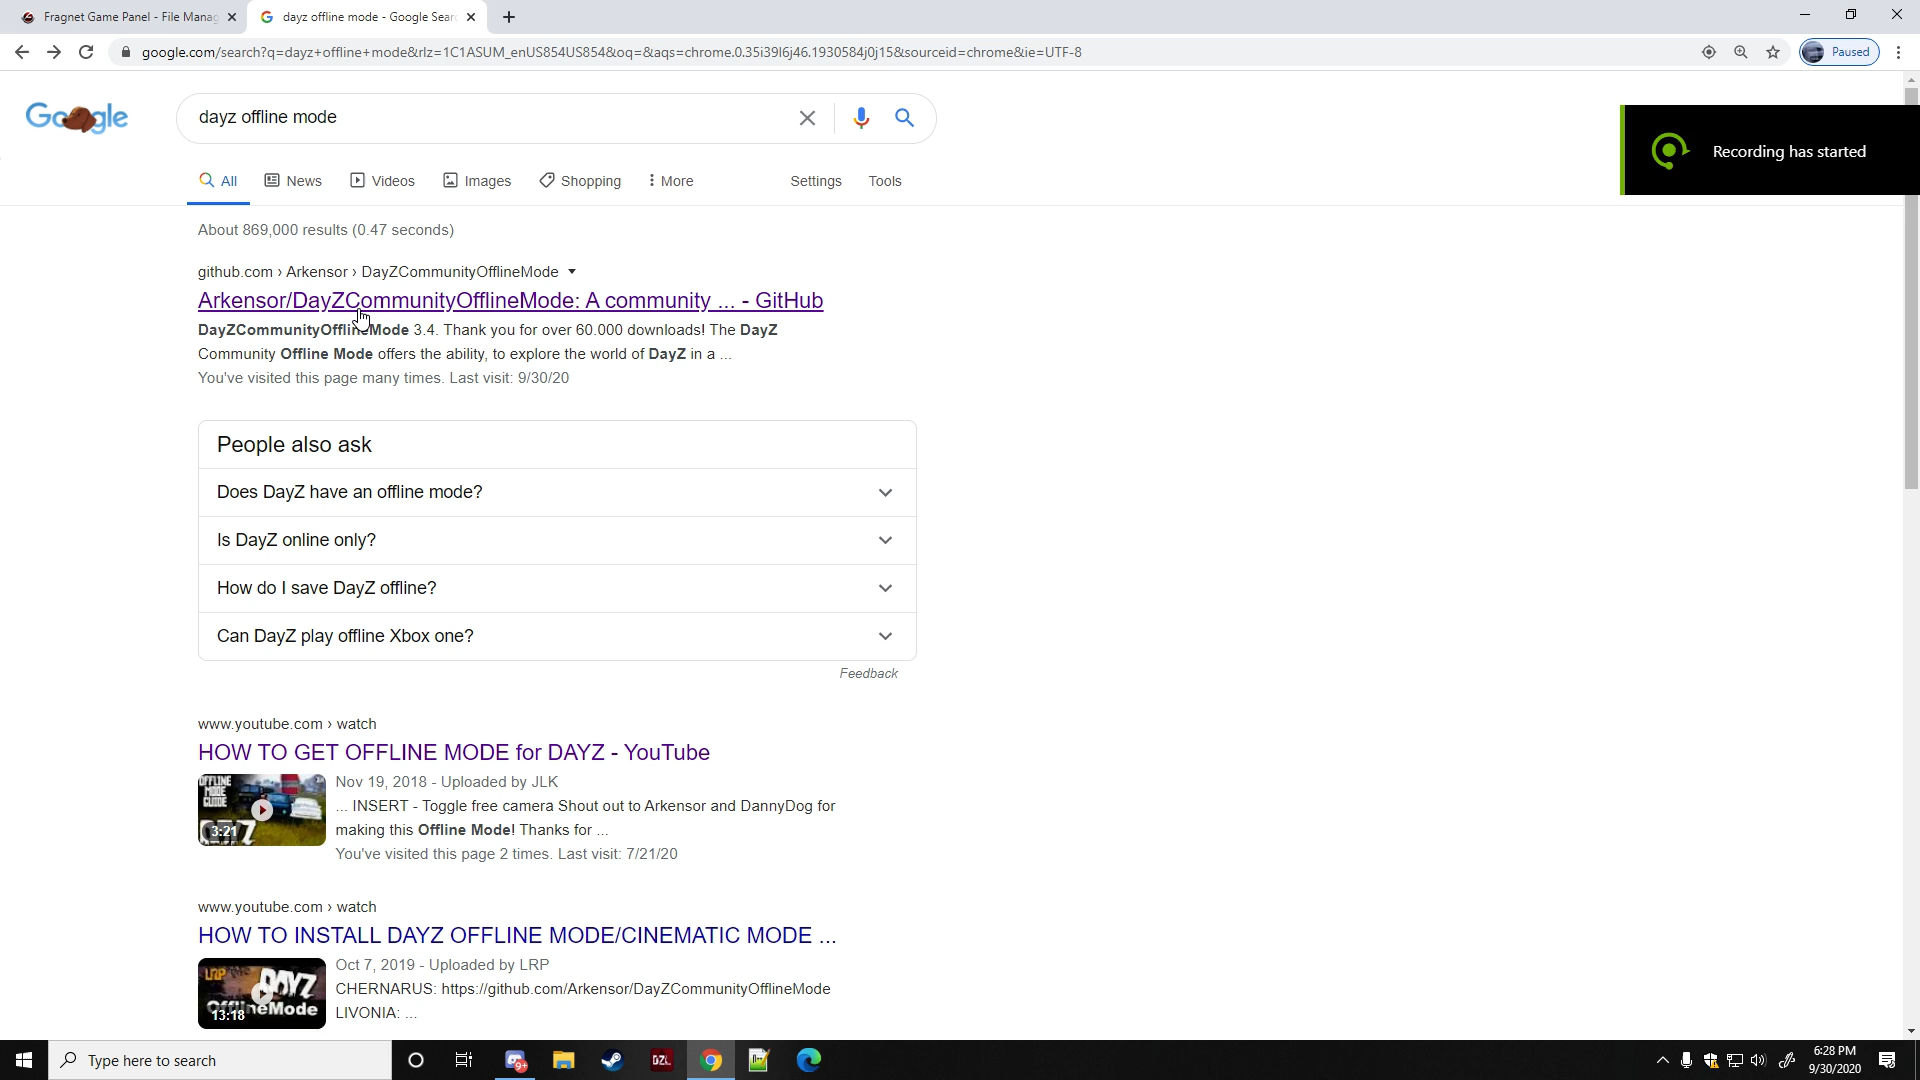 Fragnet Game Panel - File Manag
dayz offline mode - Google Sear
google.com/search?q=dayz+offline+mode&rlz=1C1ASUM_enUS854US854&oq=&aqs=chrome.0.35i39l6j46.1930584j0j15&sourceid=chrome&ie=UTF-8
Paused
Google
dayz offline mode
Recording has started
All
News
Videos
Images
Shopping
More
Settings
Tools
About 869,000 results (0.47 seconds)
github.com › Arkensor › DayZCommunityOfflineMode
Arkensor/DayZCommunityOfflineMode: A community ... - GitHub
DayZCommunityOfflineMode 3.4. Thank you for over 60.000 downloads! The DayZ
Community Offline Mode offers the ability, to explore the world of DayZ in a ...
You've visited this page many times. Last visit: 9/30/20
People also ask
Does DayZ have an offline mode?
Is DayZ online only?
How do I save DayZ offline?
Can DayZ play offline Xbox one?
Feedback
www.youtube.com › watch
HOW TO GET OFFLINE MODE for DAYZ - YouTube
OFFLINE
MODE
GUIDE
DAYZ
3:21
Nov 19, 2018 - Uploaded by JLK
... INSERT - Toggle free camera Shout out to Arkensor and DannyDog for
making this Offline Mode! Thanks for ...
You've visited this page 2 times. Last visit: 7/21/20
www.youtube.com › watch
HOW TO INSTALL DAYZ OFFLINE MODE/CINEMATIC MODE ...
LRP
DAYZ
OfflineMode
13:18
Oct 7, 2019 - Uploaded by LRP
CHERNARUS: https://github.com/Arkensor/DayZCommunityOfflineMode
LIVONIA: ...
Type here to search
9+
DZL
6:28 PM
9/30/2020